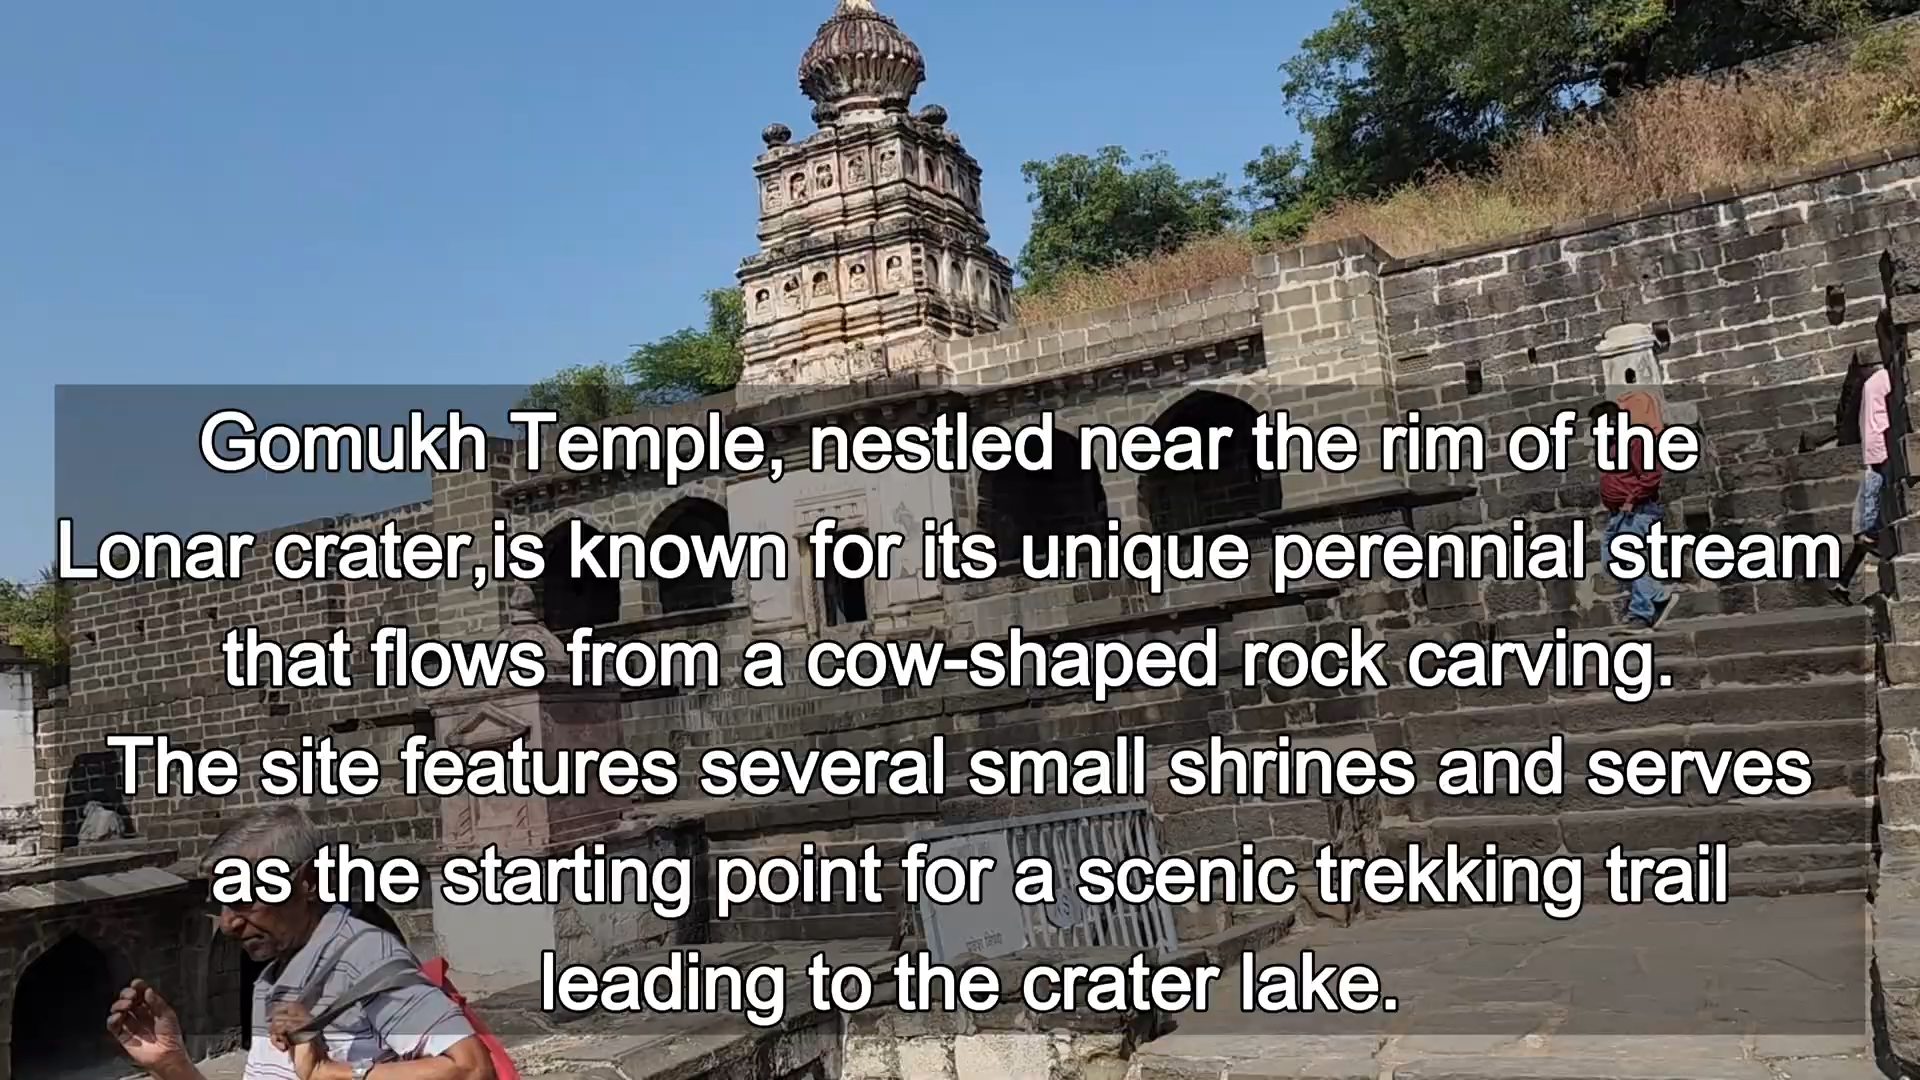 Gomukh Temple, nestled near the rim of the
Lonar crater,is known for its unique perennial stream
that flows from a cow-shaped rock carving.
The site features several small shrines and serves
as the starting point for a scenic trekking trail
leading to the crater lake.